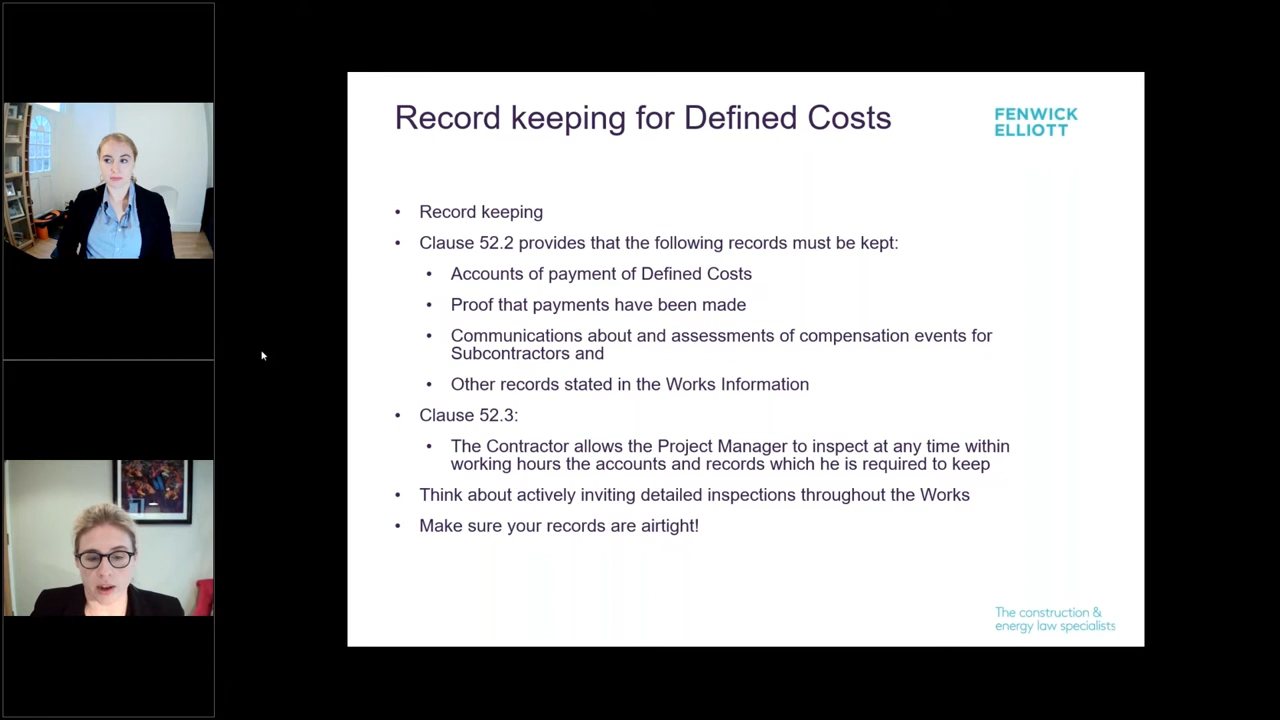 Record keeping for Defined Costs
FENWICK
ELLIOTT
• Record keeping
• Clause 52.2 provides that the following records must be kept:
• Accounts of payment of Defined Costs
• Proof that payments have been made
• Communications about and assessments of compensation events for
Subcontractors and
• Other records stated in the Works Information
• Clause 52.3:
• The Contractor allows the Project Manager to inspect at any time within
working hours the accounts and records which he is required to keep
• Think about actively inviting detailed inspections throughout the Works
• Make sure your records are airtight!
The construction &
energy law specialists